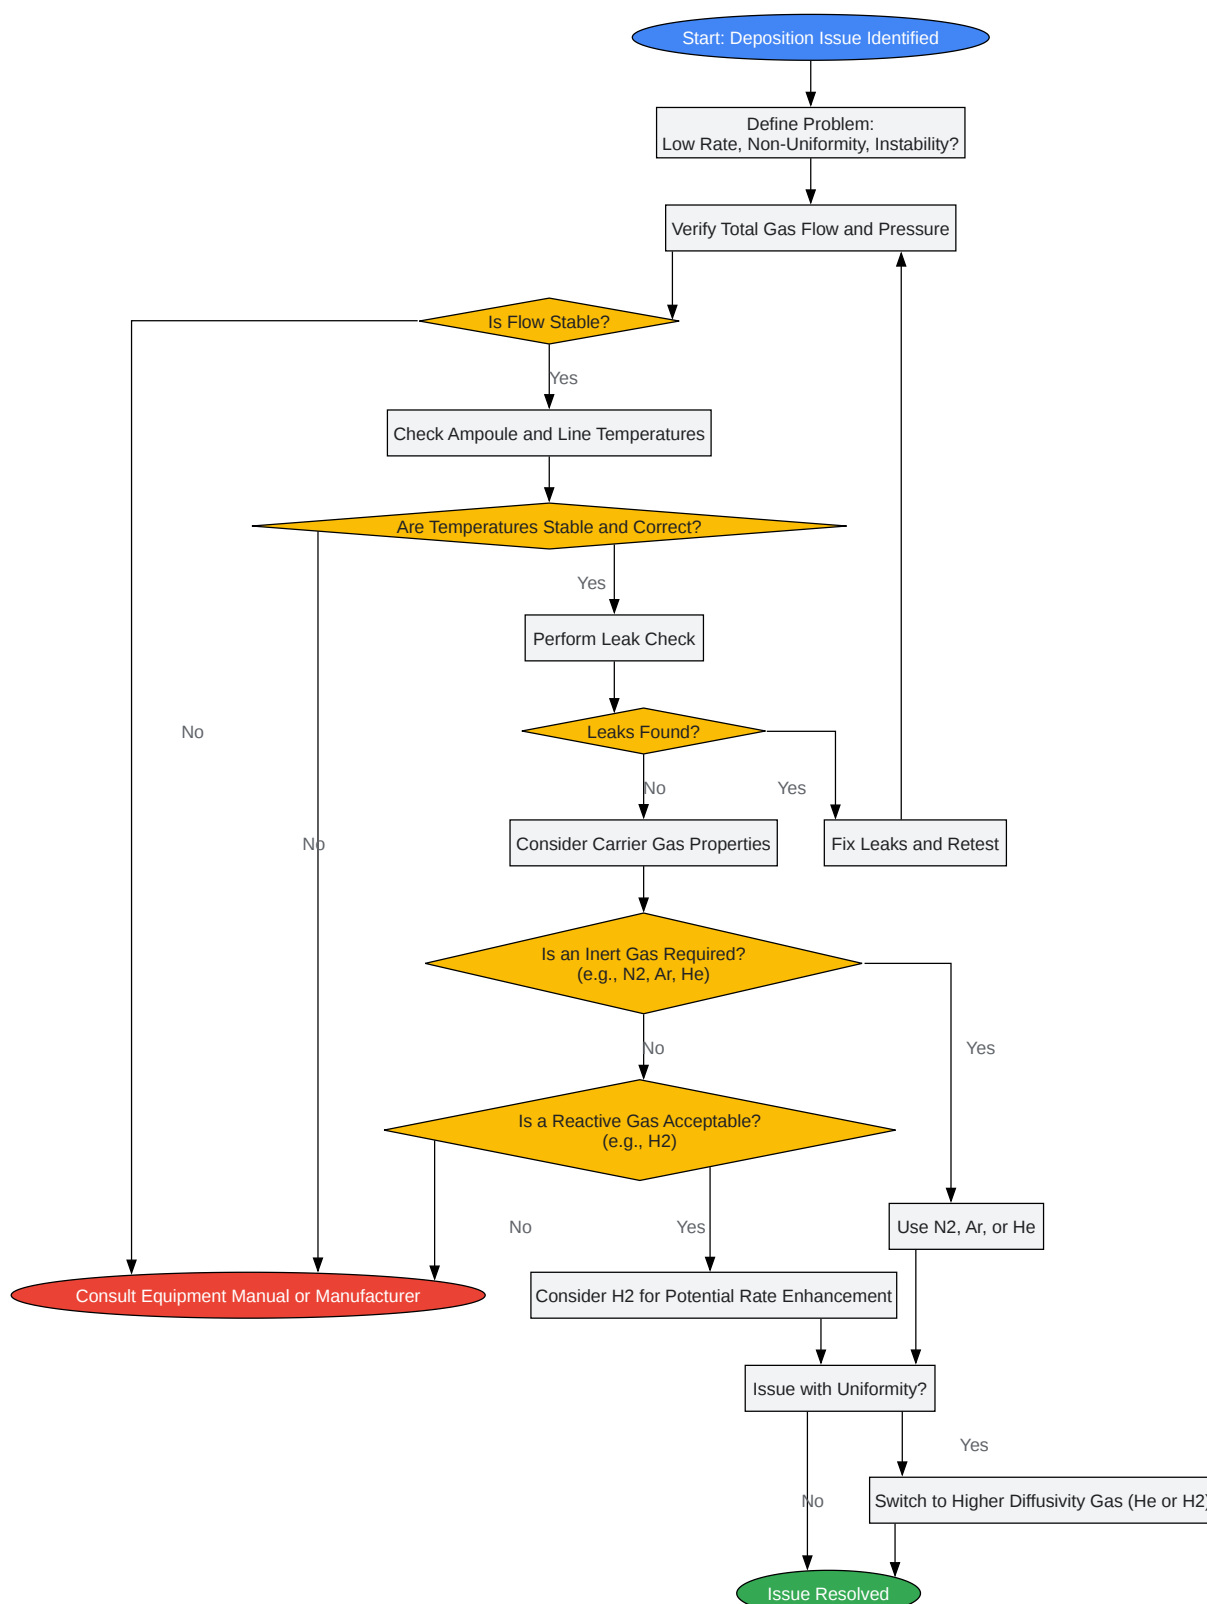 Start: Deposition Issue Identified
Define Problem:
Low Rate, Non-Uniformity, Instability?
Verify Total Gas Flow and Pressure
Is Flow Stable?
Yes
Check Ampoule and Line Temperatures
Are Temperatures Stable and Correct?
Yes
Perform Leak Check
No
Leaks Found?
No
Yes
No
Consider Carrier Gas Properties
Fix Leaks and Retest
Is an Inert Gas Required?
(e.g., N2, Ar, He)
No
Yes
Is a Reactive Gas Acceptable?
(e.g., H2)
No
Yes
Use N2, Ar, or He
Consult Equipment Manual or Manufacturer
Consider H2 for Potential Rate Enhancement
Issue with Uniformity?
Yes
No
Switch to Higher Diffusivity Gas (He or H2)
Issue Resolved